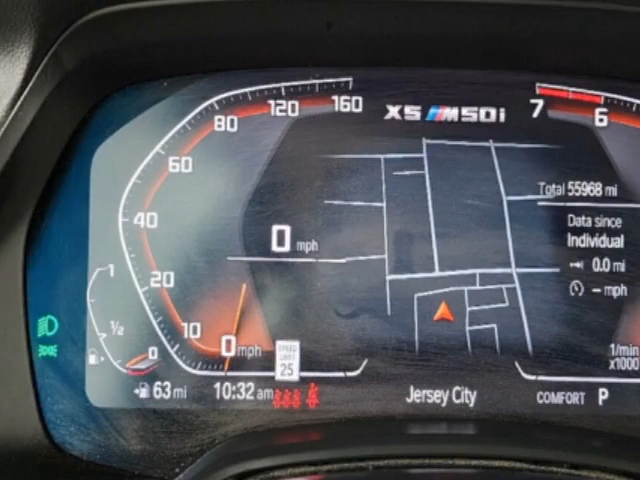 120
160
80
60
40
20
10
0 mph
X5 M50i
7
6
Total 55968 mi
Data since
Individual
0.0 mi
– mph
0 mph
1
½
0
SPEED
LIMIT
25
1/min
x1000
63 mi
10:32 am
Jersey City
COMFORT P